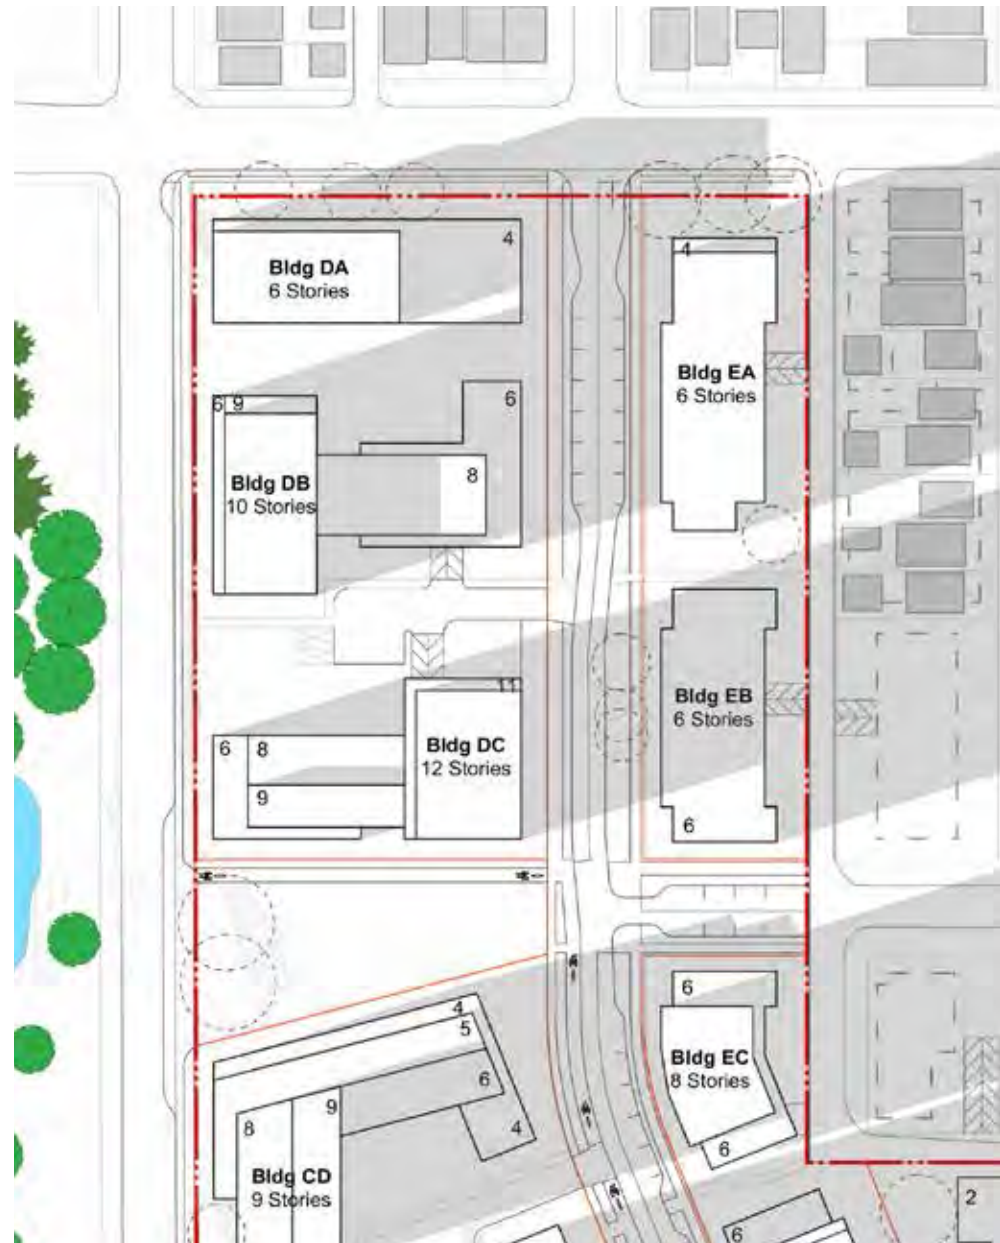 4
Bldg DA
6 Stories
4
Bldg EA
6 Stories
6 9
6
8
Bldg DB
10 Stories
11
Bldg EB
6 Stories
6
8
Bldg DC
12 Stories
9
6
6
4
5
Bldg EC
8 Stories
6
9
8
4
6
Bldg CD
9 Stories
2
6